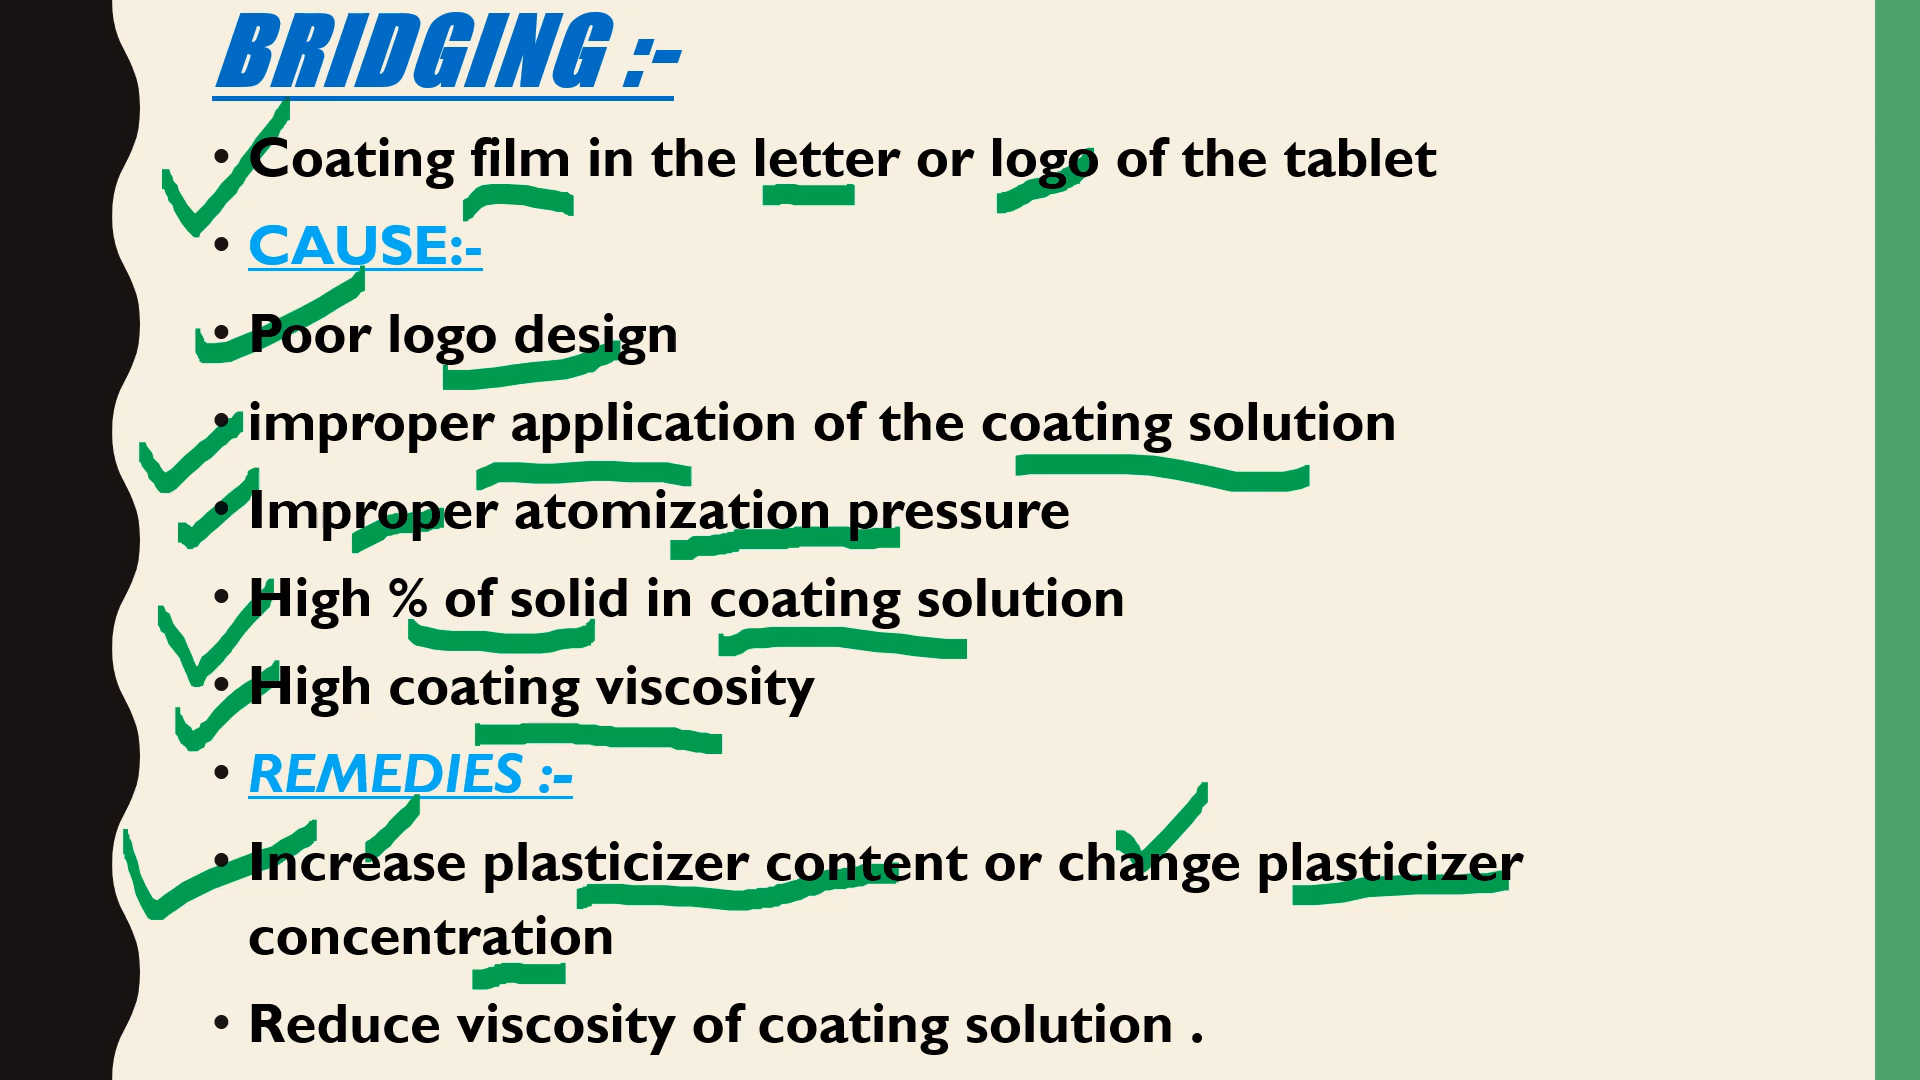 BRIDGING :-
• Coating film in the letter or logo of the tablet
• CAUSE:-
• Poor logo design
• improper application of the coating solution
• Improper atomization pressure
• High % of solid in coating solution
• High coating viscosity
• REMEDIES :-
• Increase plasticizer content or change plasticizer
concentration
• Reduce viscosity of coating solution .